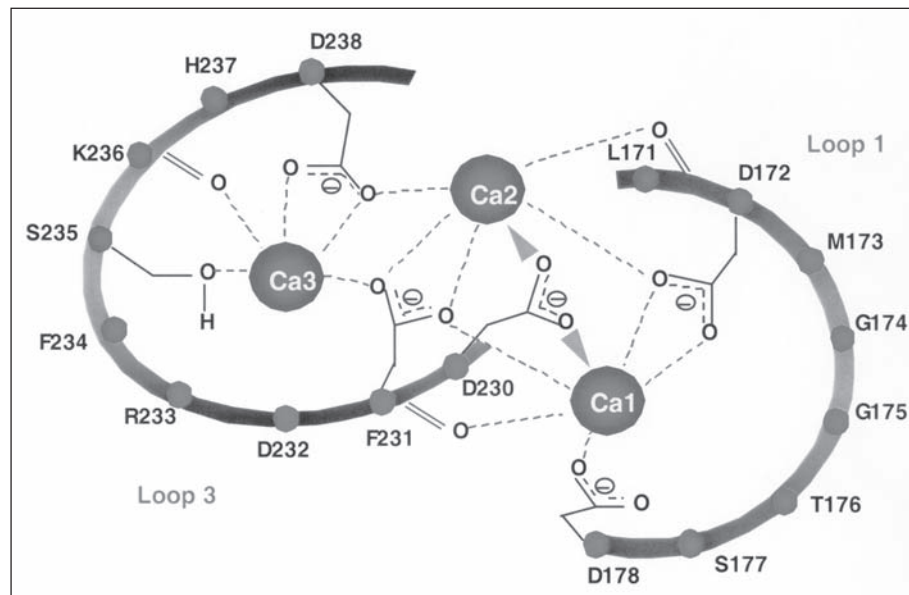 D238
H237
K236
S235
F234
R233
D232
F231
D230
Loop 3
O
O
O
O
H
Ca3
⊖
O
O
⊖
O
Ca2
O
⊖
O
O
Ca1
O
O
L171
Loop 1
D172
M173
O
⊖
O
G174
G175
T176
S177
D178
O
⊖
O